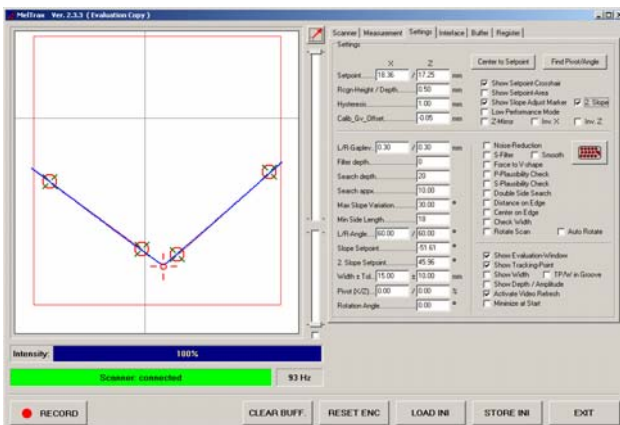 MelTran Ver. 2.3.3 ( Evaluation Copy )
Scanner | Measurement | Settings | Interface | Buffer | Register
Settings
X Z
Setpoint 18.36 / 17.25 mm
Rcgn-Height / Depth 0.50 mm
Hysteresis 1.00 mm
Calib_Gv_Offset -0.05 mm
Center to Setpoint Find Pivot/Angle
Show Setpoint-Crosshair
Show Setpoint-Area
Show Slope Adjust Marker 2. Slope
Low Performance Mode
Z-Mirror Inv. X Inv. Z
L/R-Gaplev. 0.30 / 0.30 mm
Filter depth 0
Search depth 20
Search appx. 10.00
Max Slope Variation 30.00 °
Min Side Length 18
L/R-Angle 60.00 / 60.00 °
Slope Setpoint -51.61 °
2. Slope Setpoint 45.96 °
Width ± Tol. 15.00 ± 10.00 mm
Pivot (X/Z) 0.00 / 0.00 %
Rotation Angle 0.00 °
Noise-Reduction
S-Filter Smooth
Force to V-shape
P-Plausibility Check
S-Plausibility Check
Double Side Search
Distance on Edge
Center on Edge
Check Width
Rotate Scan Auto Rotate
Show Evaluation-Window
Show Tracking-Point
Show Width TP/W in Groove
Show Depth / Amplitude
Activate Video Refresh
Minimize at Start
Intensity: 100%
Scanner: connected 93 Hz
RECORD CLEAR BUFF. RESET ENC LOAD INI STORE INI EXIT